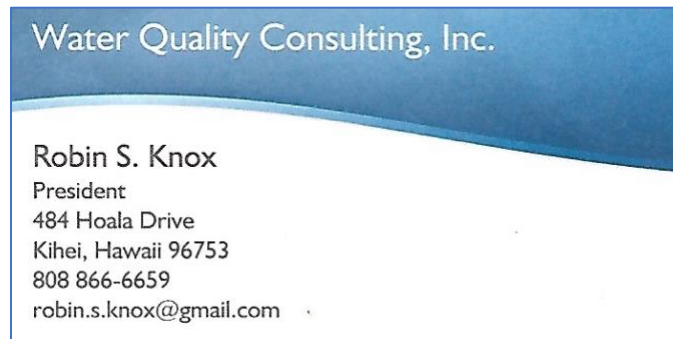 Water Quality Consulting, Inc.
Robin S. Knox
President
484 Hoala Drive
Kihei, Hawaii 96753
808 866-6659
robin.s.knox@gmail.com